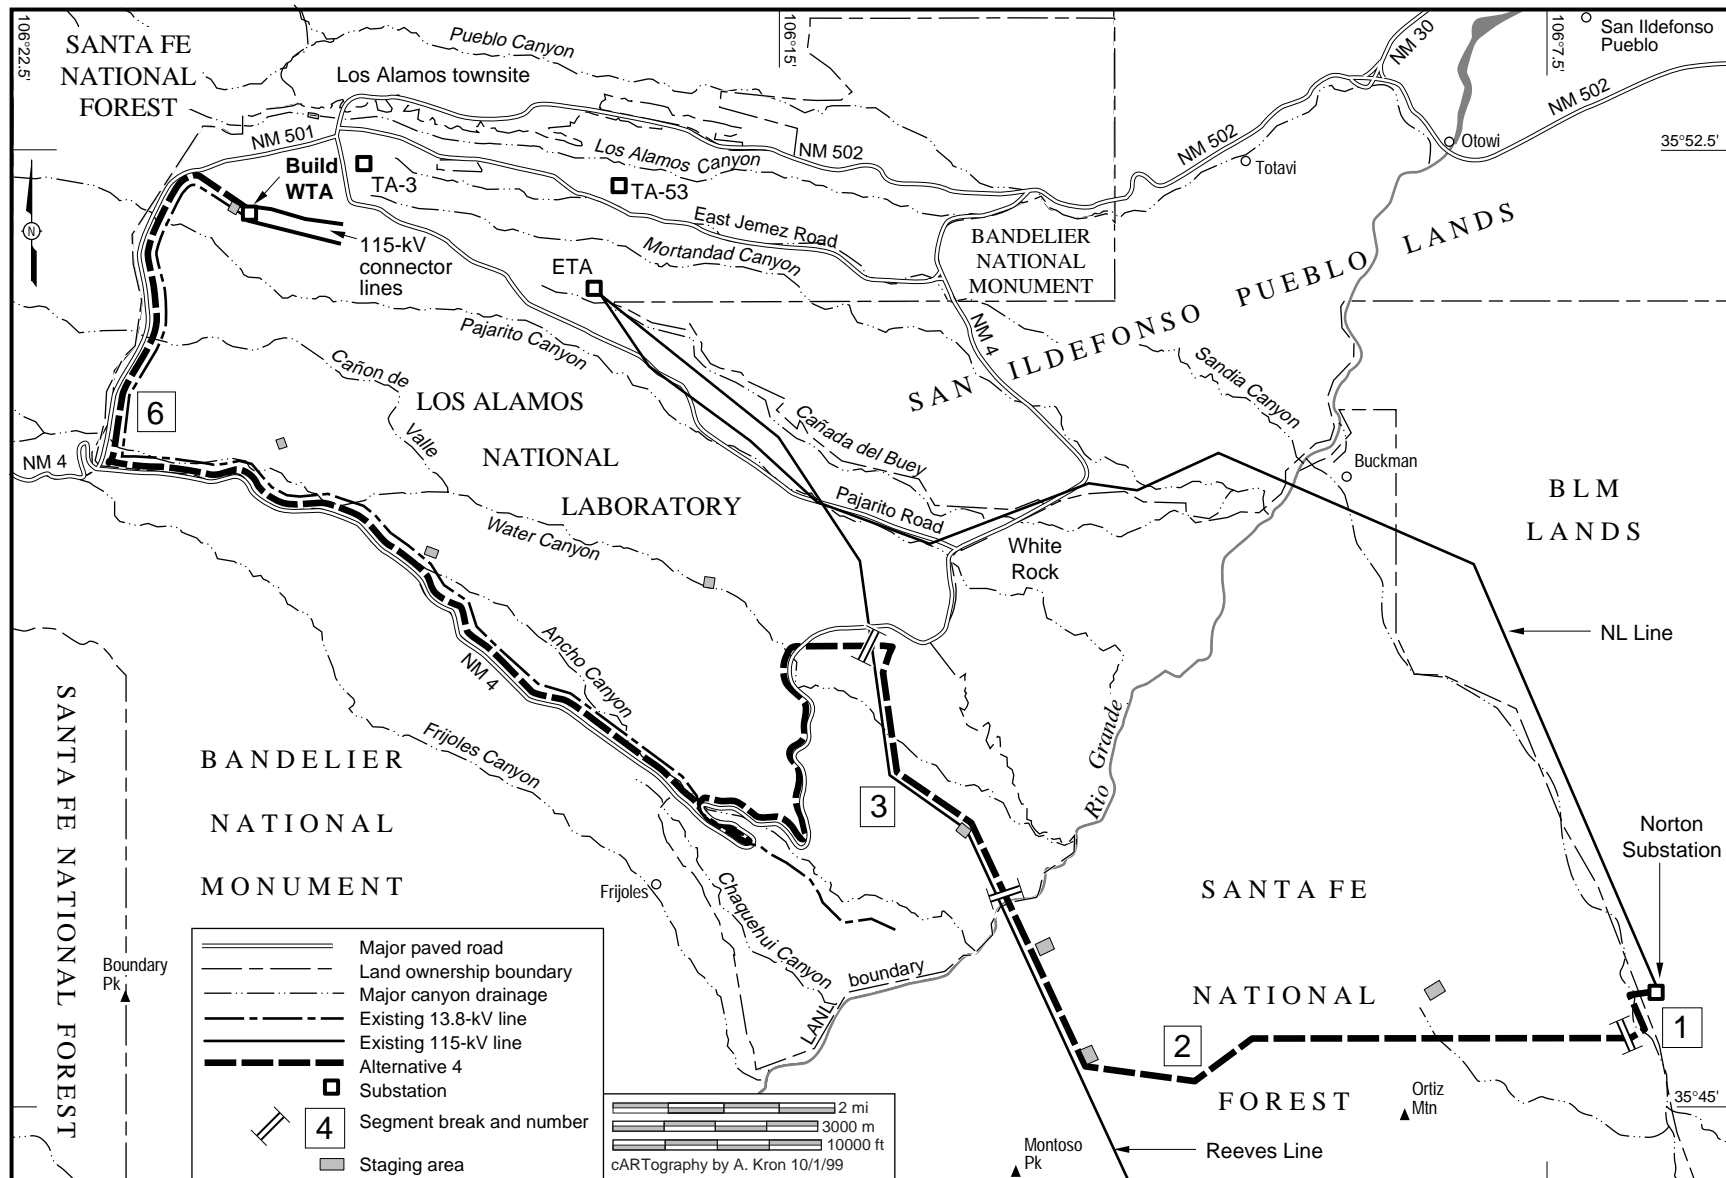 106°22.5'
106°15'
106°7.5'
SANTA FE
NATIONAL
FOREST
Pueblo Canyon
Los Alamos townsite
NM 501
Build
WTA
TA-3
TA-53
Los Alamos Canyon
NM 502
East Jemez Road
Mortandad Canyon
ETA
115-kV
connector
lines
N
NM 30
San Ildefonso
Pueblo
NM 502
NM 502
Otowi
Totavi
35°52.5'
BANDELIER
NATIONAL
MONUMENT
NM 4
SAN ILDEFONSO PUEBLO LANDS
Sandia Canyon
Buckman
BLM
LANDS
Pajarito Canyon
Cañon de
Valle
LOS ALAMOS
NATIONAL
LABORATORY
Cañada del Buey
Pajarito Road
White
Rock
6
NM 4
Water Canyon
Ancho Canyon
NM 4
Frijoles Canyon
NL Line
Rio Grande
3
SANTA FE NATIONAL FOREST
BANDELIER
NATIONAL
MONUMENT
Frijoles
Chaquehui Canyon
LANL
boundary
Boundary
Pk
Norton
Substation
SANTA FE
NATIONAL
FOREST
1
2
Ortiz
Mtn
35°45'
Montoso
Pk
Reeves Line
Major paved road
Land ownership boundary
Major canyon drainage
Existing 13.8-kV line
Existing 115-kV line
Alternative 4
Substation
4
Segment break and number
Staging area
2 mi
3000 m
10000 ft
cARTography by A. Kron 10/1/99